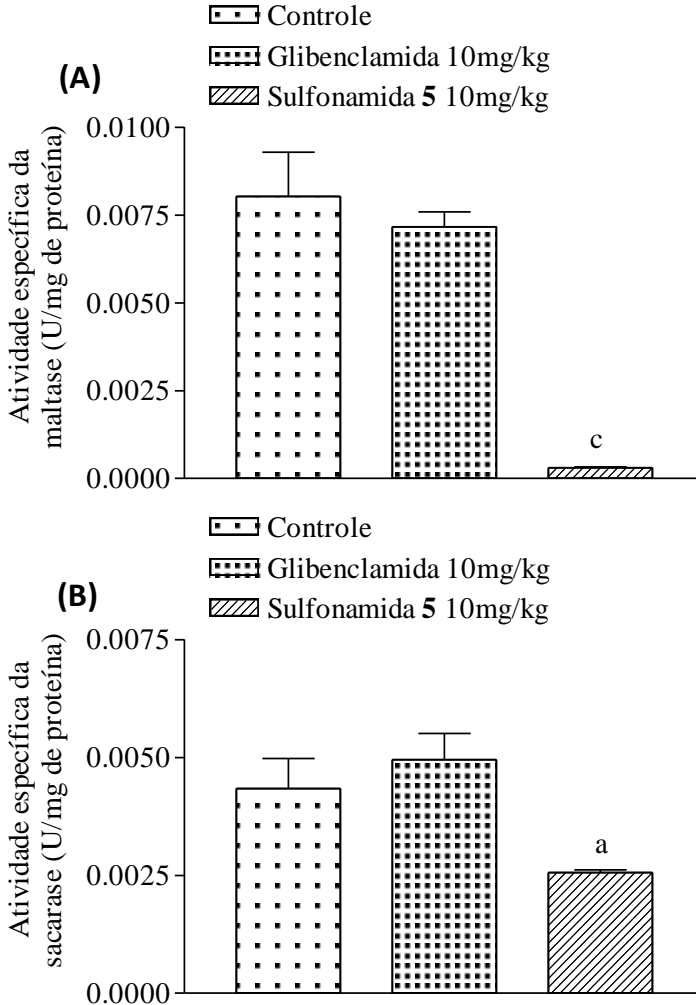 Controle
Glibenclamida 10mg/kg
Sulfonamida 5 10mg/kg
(A)
Atividade específica da
maltase (U/mg de proteína)
0.0100
0.0075
0.0050
0.0025
0.0000
c
Controle
Glibenclamida 10mg/kg
Sulfonamida 5 10mg/kg
(B)
Atividade específica da
sacarase (U/mg de proteína)
0.0075
0.0050
0.0025
0.0000
a